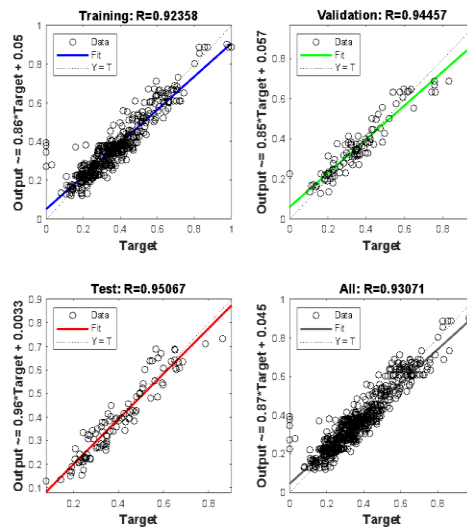 Training: R=0.92358
Output ~= 0.86*Target + 0.05
1
0.8
0.6
0.4
0.2
0
Data
Fit
Y = T
0 0.2 0.4 0.6 0.8 1
Target
Validation: R=0.94457
Output ~= 0.85*Target + 0.057
1
0.8
0.6
0.4
0.2
0
Data
Fit
Y = T
0 0.2 0.4 0.6 0.8
Target
Test: R=0.95067
Output ~= 0.96*Target + 0.0033
0.9
0.8
0.7
0.6
0.5
0.4
0.3
0.2
0.1
Data
Fit
Y = T
0.2 0.4 0.6 0.8
Target
All: R=0.93071
Output ~= 0.87*Target + 0.045
1
0.8
0.6
0.4
0.2
0
Data
Fit
Y = T
0 0.2 0.4 0.6 0.8
Target